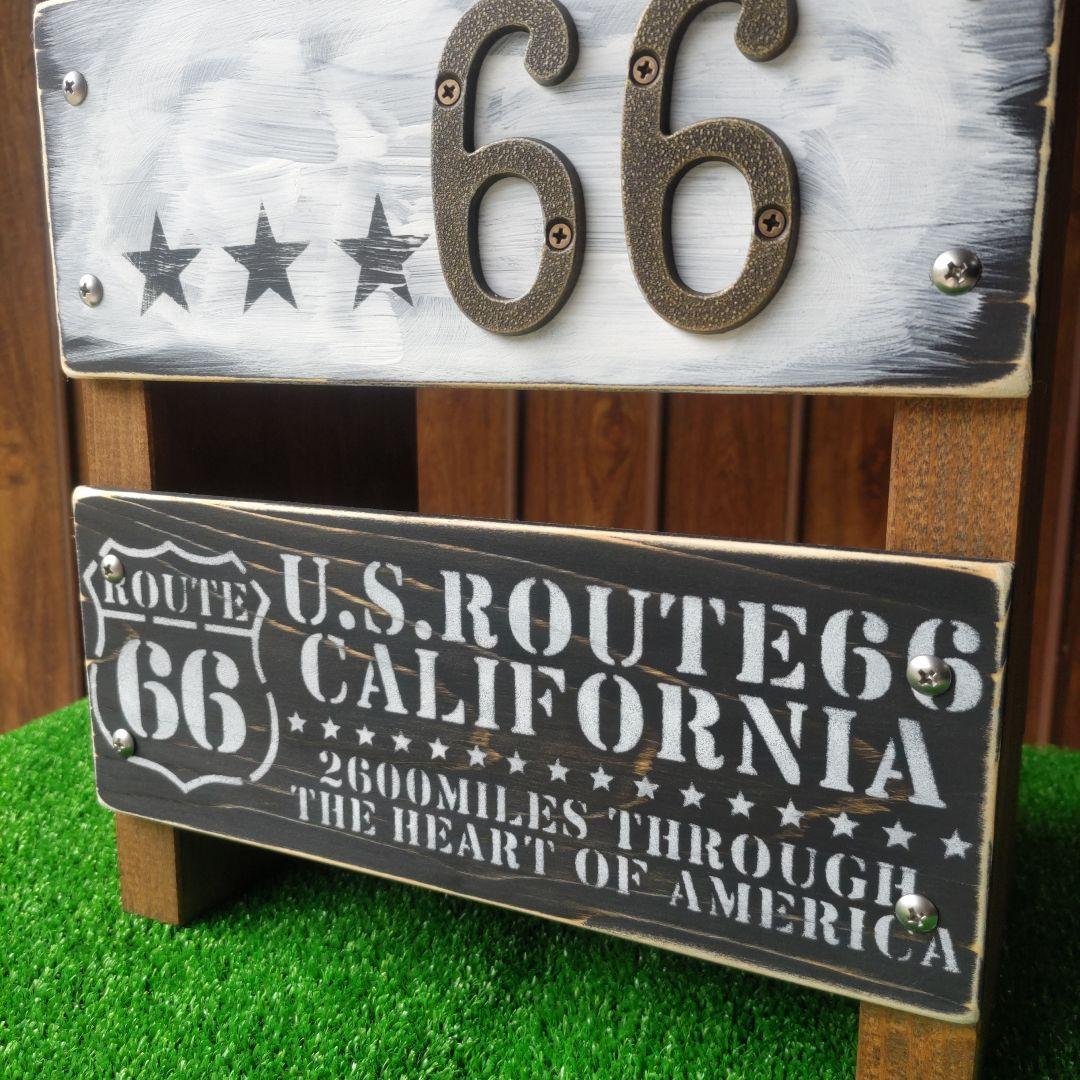 66
ROUTE
66
U.S.ROUTE66
CALIFORNIA
2600MILES THROUGH
THE HEART OF AMERICA